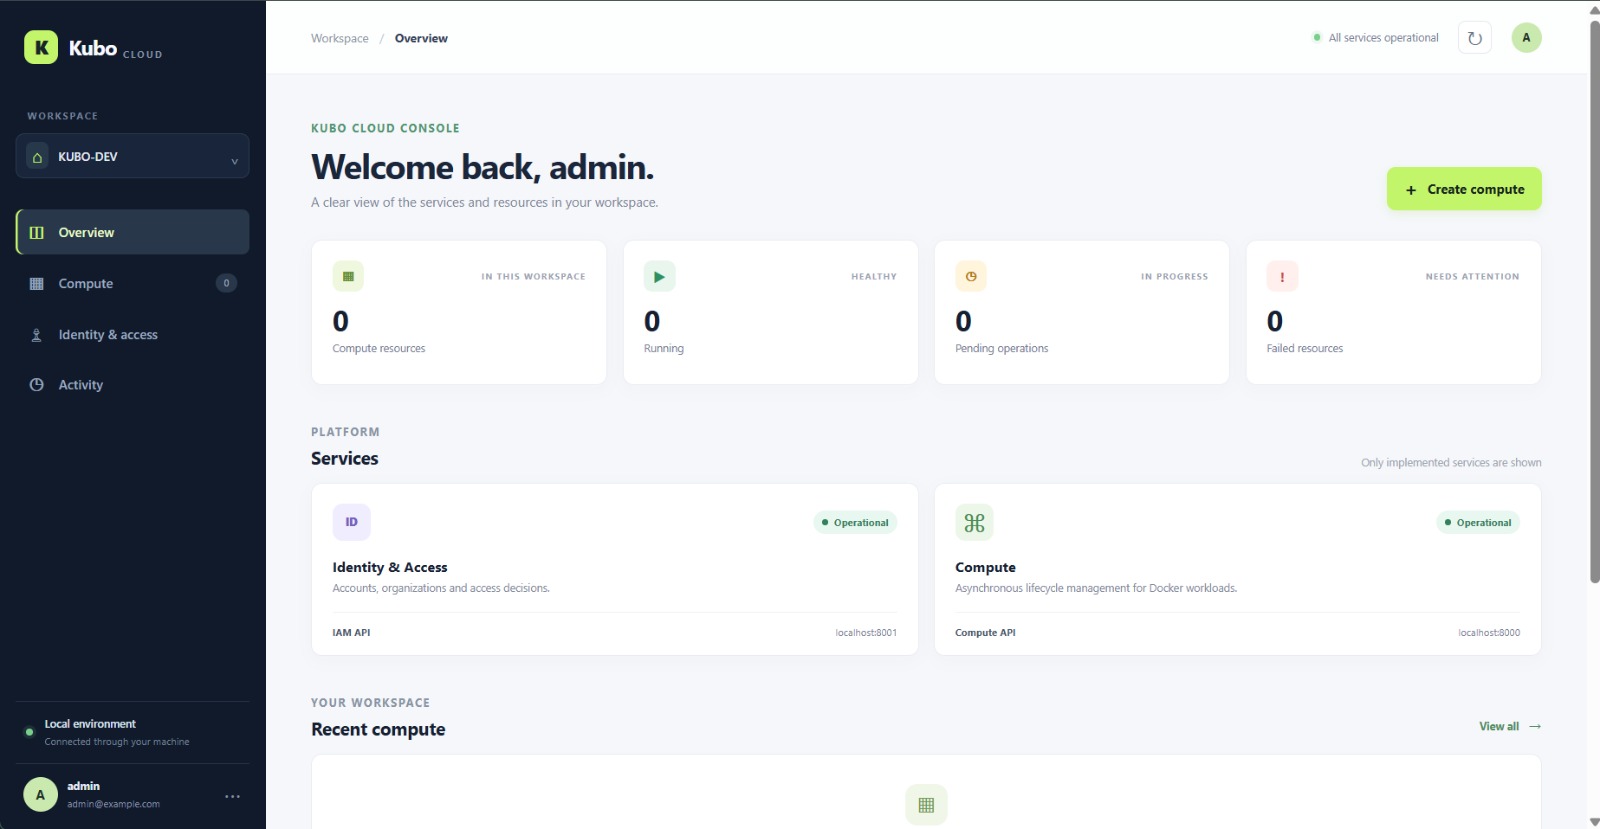 K Kubo CLOUD
WORKSPACE
KUBO-DEV
Overview
Compute 0
Identity & access
Activity
Local environment
Connected through your machine
A
admin
admin@example.com
Workspace / Overview
All services operational
A
KUBO CLOUD CONSOLE
Welcome back, admin.
A clear view of the services and resources in your workspace.
+ Create compute
IN THIS WORKSPACE
0
Compute resources
HEALTHY
0
Running
IN PROGRESS
0
Pending operations
!
NEEDS ATTENTION
0
Failed resources
PLATFORM
Services
Only implemented services are shown
ID
Operational
Identity & Access
Accounts, organizations and access decisions.
IAM API localhost:8001
Operational
Compute
Asynchronous lifecycle management for Docker workloads.
Compute API localhost:8000
YOUR WORKSPACE
Recent compute
View all →